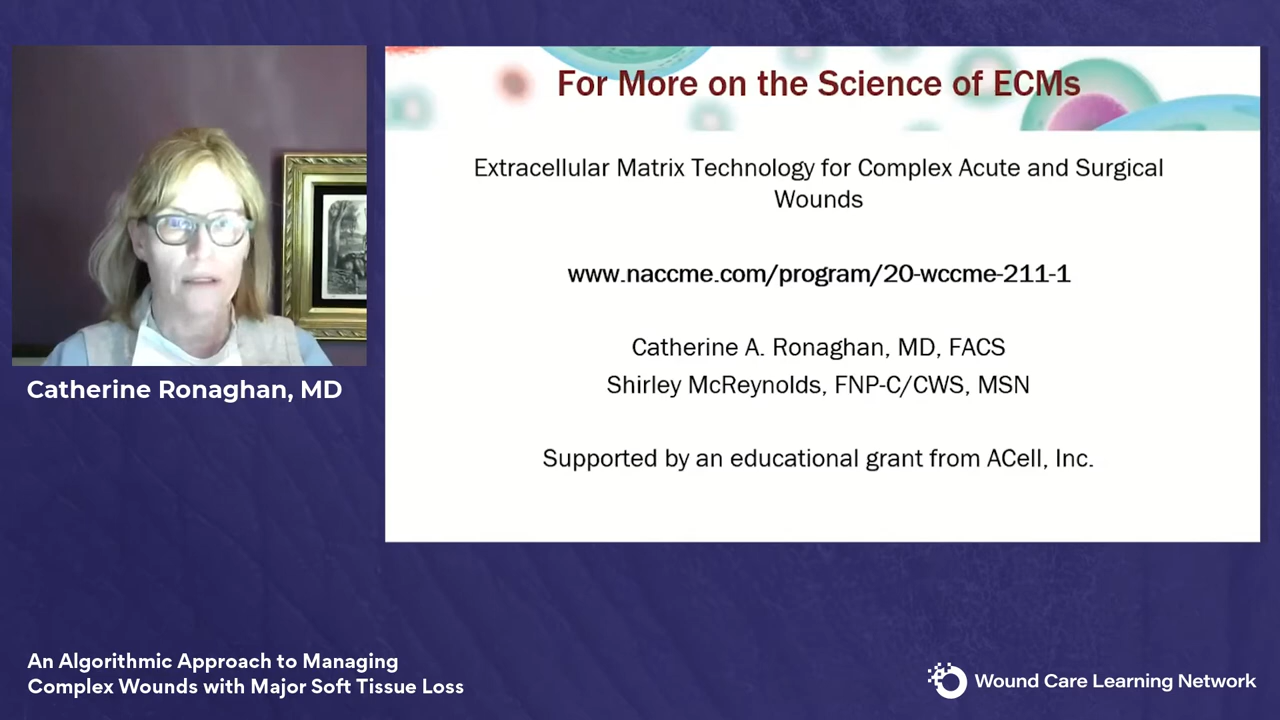 For More on the Science of ECMs
Extracellular Matrix Technology for Complex Acute and Surgical
Wounds
www.naccme.com/program/20-wccme-211-1
Catherine A. Ronaghan, MD, FACS
Shirley McReynolds, FNP-C/CWS, MSN
Supported by an educational grant from ACell, Inc.
Catherine Ronaghan, MD
An Algorithmic Approach to Managing
Complex Wounds with Major Soft Tissue Loss
Wound Care Learning Network